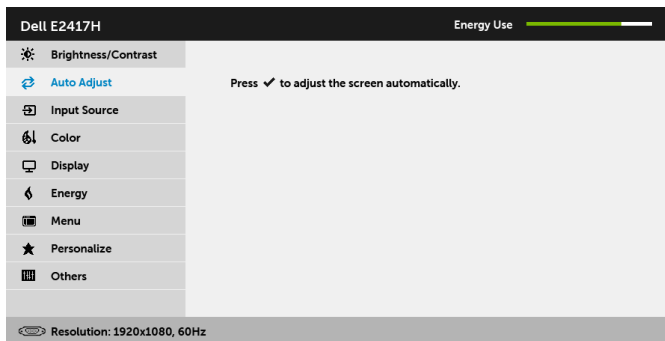 Dell E2417H Energy Use
Brightness/Contrast
Auto Adjust Press ✓ to adjust the screen automatically.
Input Source
Color
Display
Energy
Menu
Personalize
Others
Resolution: 1920x1080, 60Hz